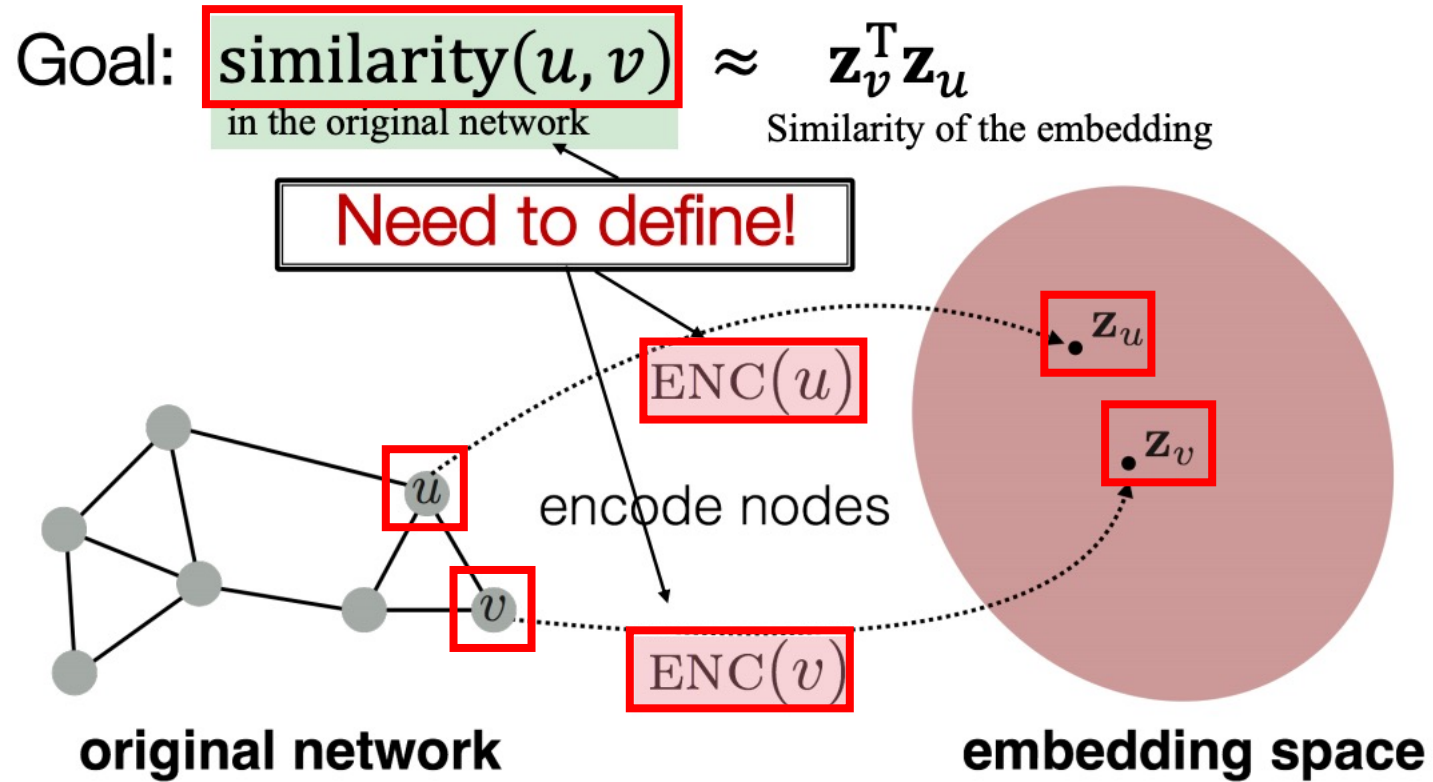 Goal: similarity(u, v) ≈ z_v^T z_u
in the original network
Similarity of the embedding
Need to define!
z_u
ENC(u)
z_v
u
encode nodes
v
ENC(v)
original network
embedding space